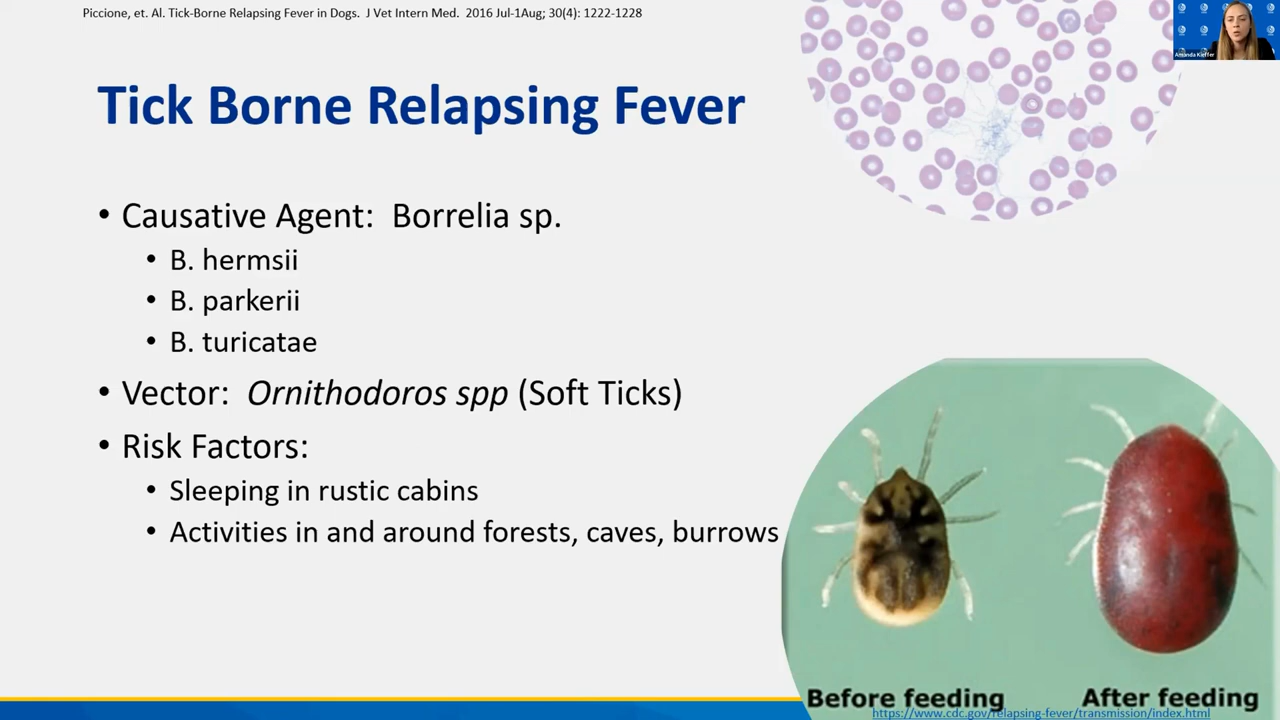 Piccione, et. Al. Tick-Borne Relapsing Fever in Dogs.  J Vet Intern Med.  2016 Jul-1Aug; 30(4): 1222-1228
Amanda Kieffer
Tick Borne Relapsing Fever
• Causative Agent:  Borrelia sp.
• B. hermsii
• B. parkerii
• B. turicatae
• Vector:  Ornithodoros spp (Soft Ticks)
• Risk Factors:
• Sleeping in rustic cabins
• Activities in and around forests, caves, burrows
Before feeding After feeding
https://www.cdc.gov/relapsing-fever/transmission/index.html